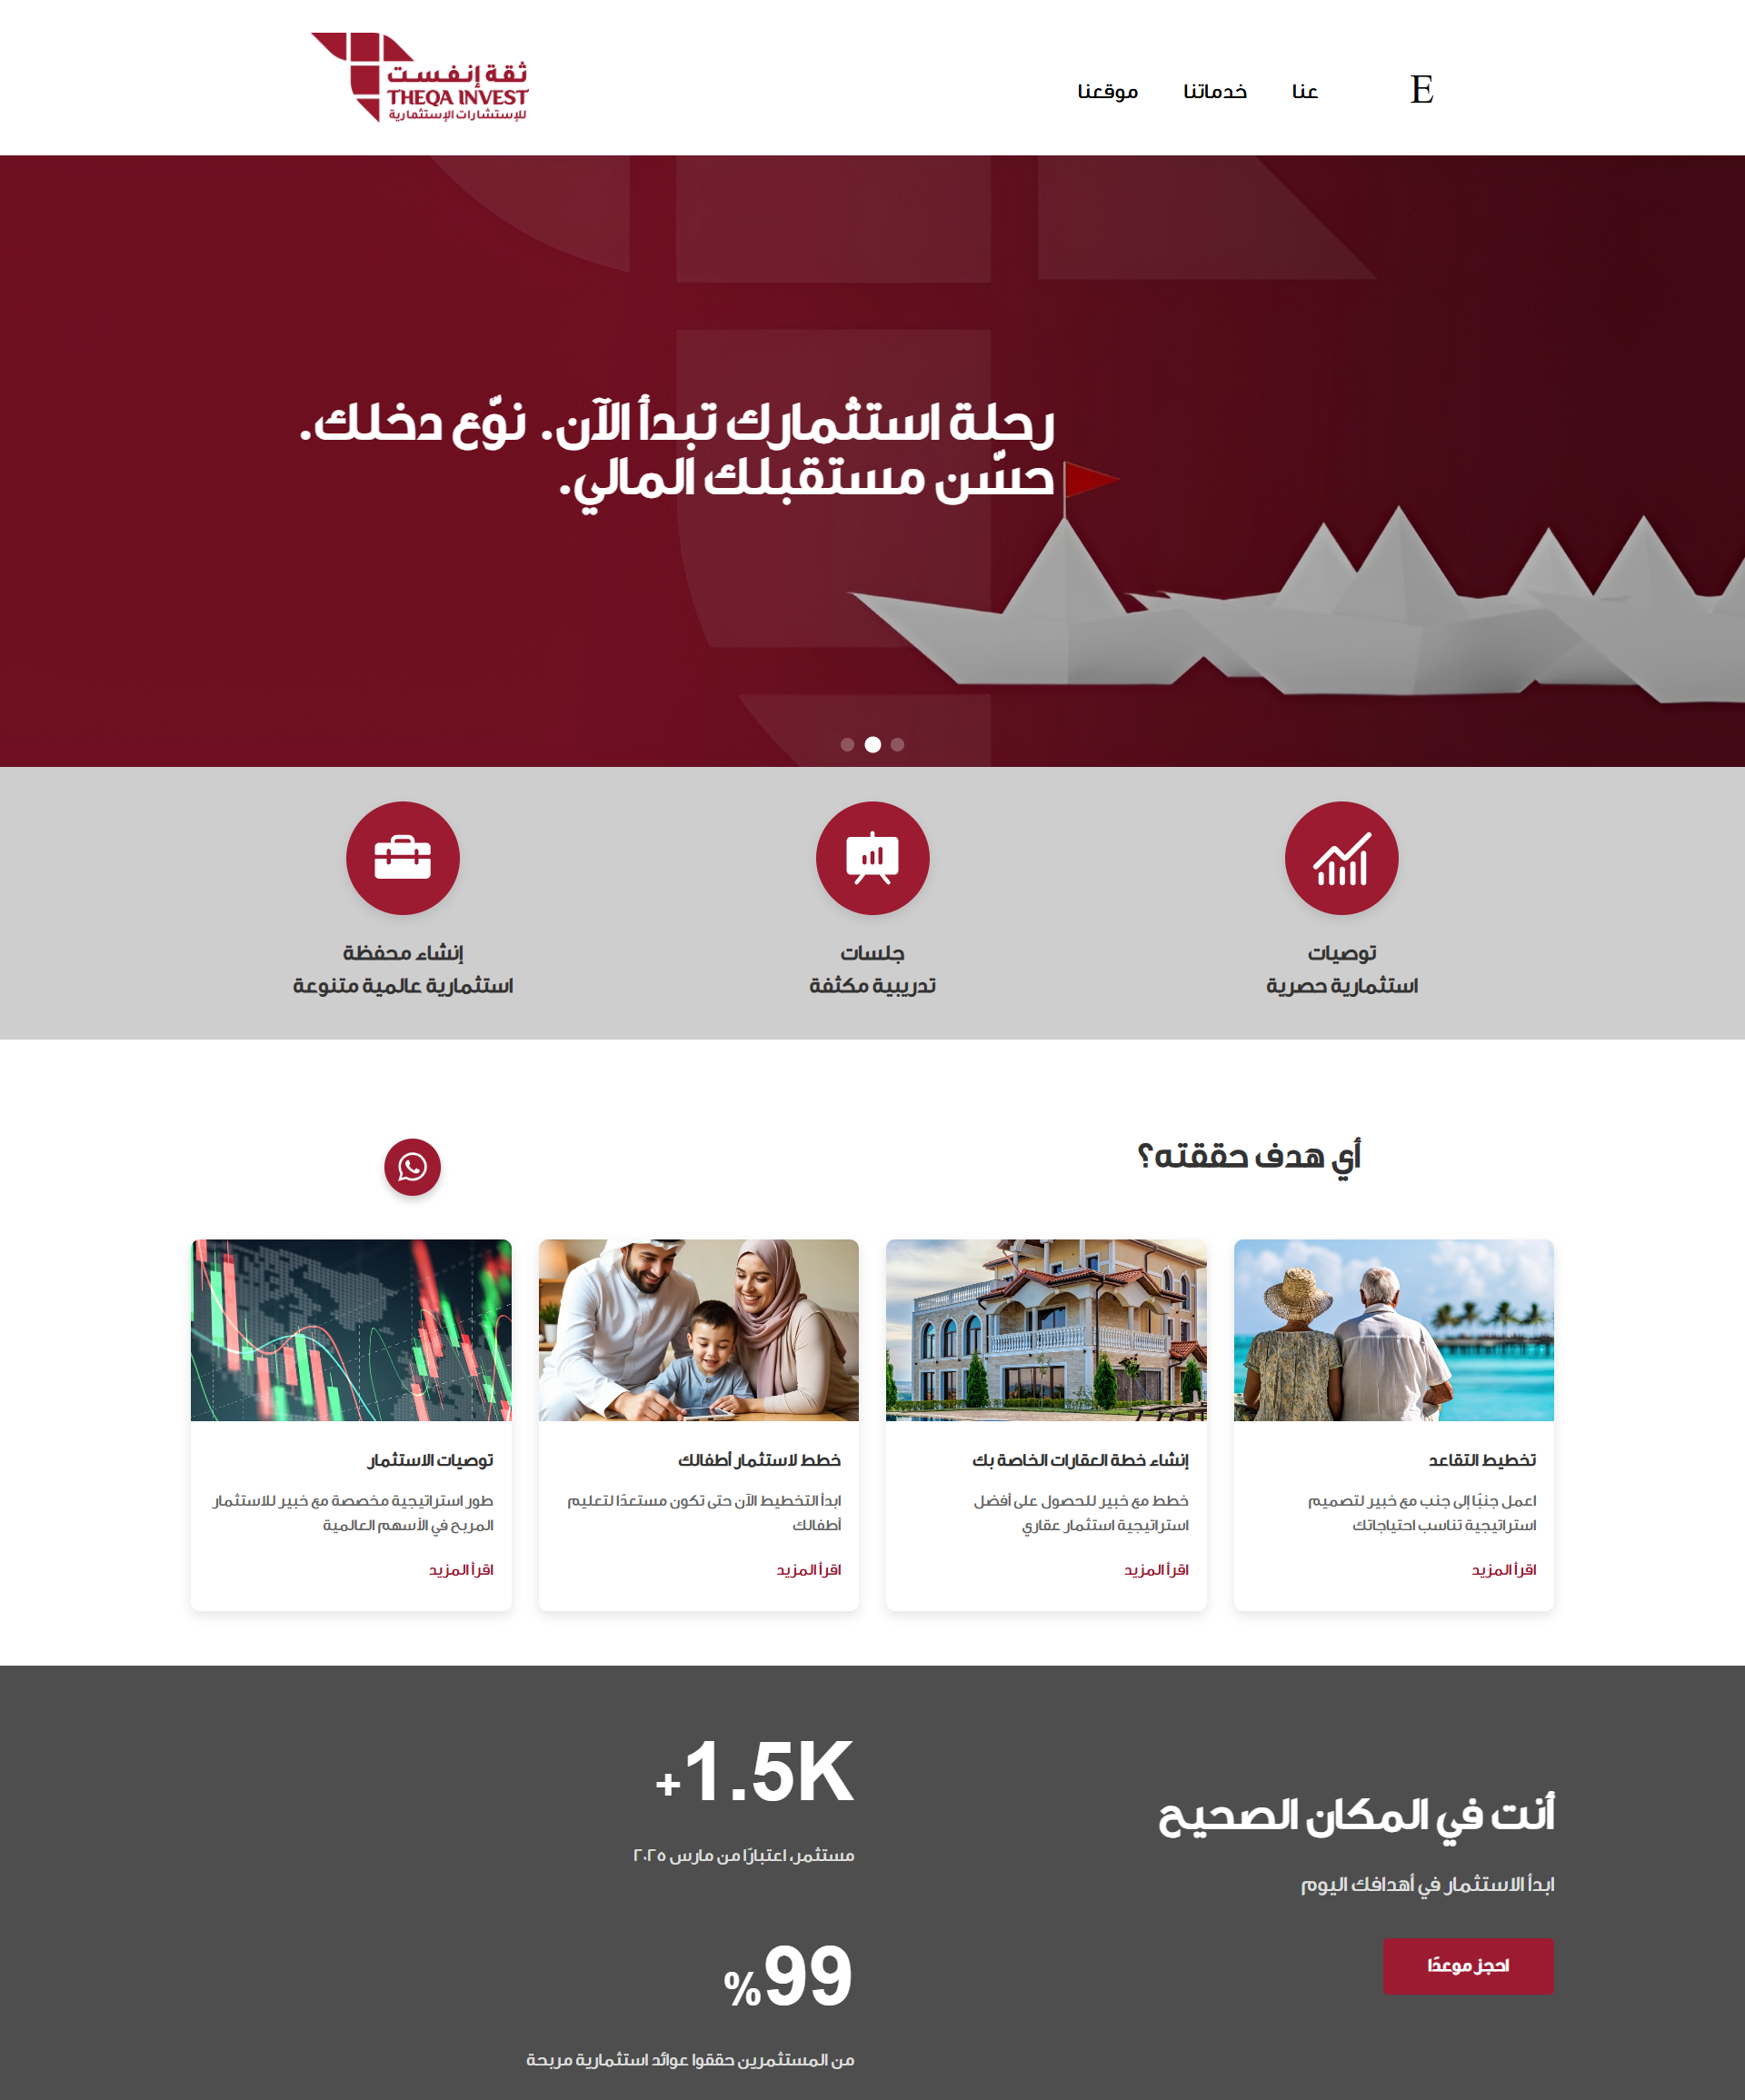 E
عنا
خدماتنا
موقعنا
ثقة إنفست
THEQA INVEST
للإستشارات الإستثمارية
رحلة استثمارك تبدأ الآن. نوّع دخلك.
حسّن مستقبلك المالي.
توصيات
استثمارية حصرية
جلسات
تدريبية مكثفة
إنشاء محفظة
استثمارية عالمية متنوعة
أي هدف حققته؟
تخطيط التقاعد
اعمل جنبًا إلى جنب مع خبير لتصميم
استراتيجية تناسب احتياجاتك
اقرأ المزيد
إنشاء خطة العقارات الخاصة بك
خطط مع خبير للحصول على أفضل
استراتيجية استثمار عقاري
اقرأ المزيد
خطط لاستثمار أطفالك
ابدأ التخطيط الآن حتى تكون مستعدًا لتعليم
أطفالك
اقرأ المزيد
توصيات الاستثمار
طور استراتيجية مخصصة مع خبير للاستثمار
المربح في الأسهم العالمية
اقرأ المزيد
أنت في المكان الصحيح
ابدأ الاستثمار في أهدافك اليوم
احجز موعدًا
+1.5K
مستثمر، اعتبارًا من مارس ٢٠٢٥
%99
من المستثمرين حققوا عوائد استثمارية مربحة